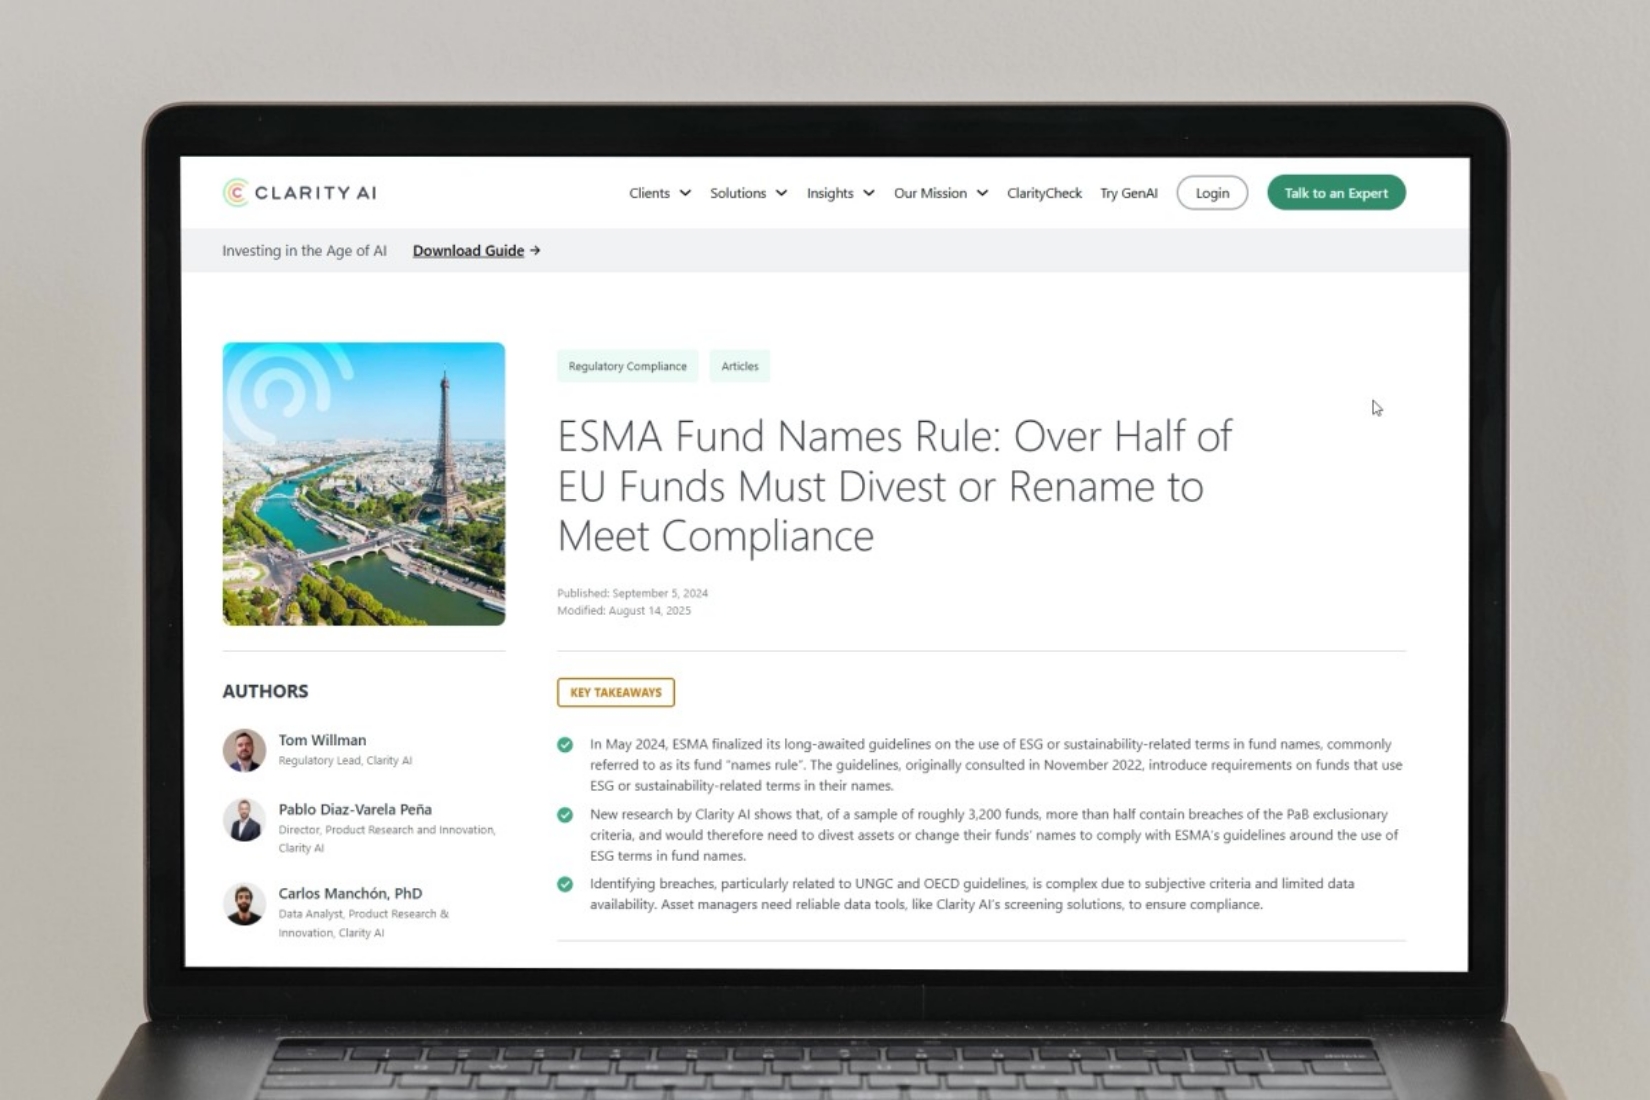 CLARITY AI
Clients Solutions Insights Our Mission ClarityCheck Try GenAI Login Talk to an Expert
Investing in the Age of AI Download Guide →
Regulatory Compliance Articles
ESMA Fund Names Rule: Over Half of
EU Funds Must Divest or Rename to
Meet Compliance
Published: September 5, 2024
Modified: August 14, 2025
AUTHORS
Tom Willman
Regulatory Lead, Clarity AI
Pablo Diaz-Varela Peña
Director, Product Research and Innovation,
Clarity AI
Carlos Manchón, PhD
Data Analyst, Product Research &
Innovation, Clarity AI
KEY TAKEAWAYS
In May 2024, ESMA finalized its long-awaited guidelines on the use of ESG or sustainability-related terms in fund names, commonly
referred to as its fund "names rule". The guidelines, originally consulted in November 2022, introduce requirements on funds that use
ESG or sustainability-related terms in their names.
New research by Clarity AI shows that, of a sample of roughly 3,200 funds, more than half contain breaches of the PaB exclusionary
criteria, and would therefore need to divest assets or change their funds' names to comply with ESMA's guidelines around the use of
ESG terms in fund names.
Identifying breaches, particularly related to UNGC and OECD guidelines, is complex due to subjective criteria and limited data
availability. Asset managers need reliable data tools, like Clarity AI's screening solutions, to ensure compliance.
delete